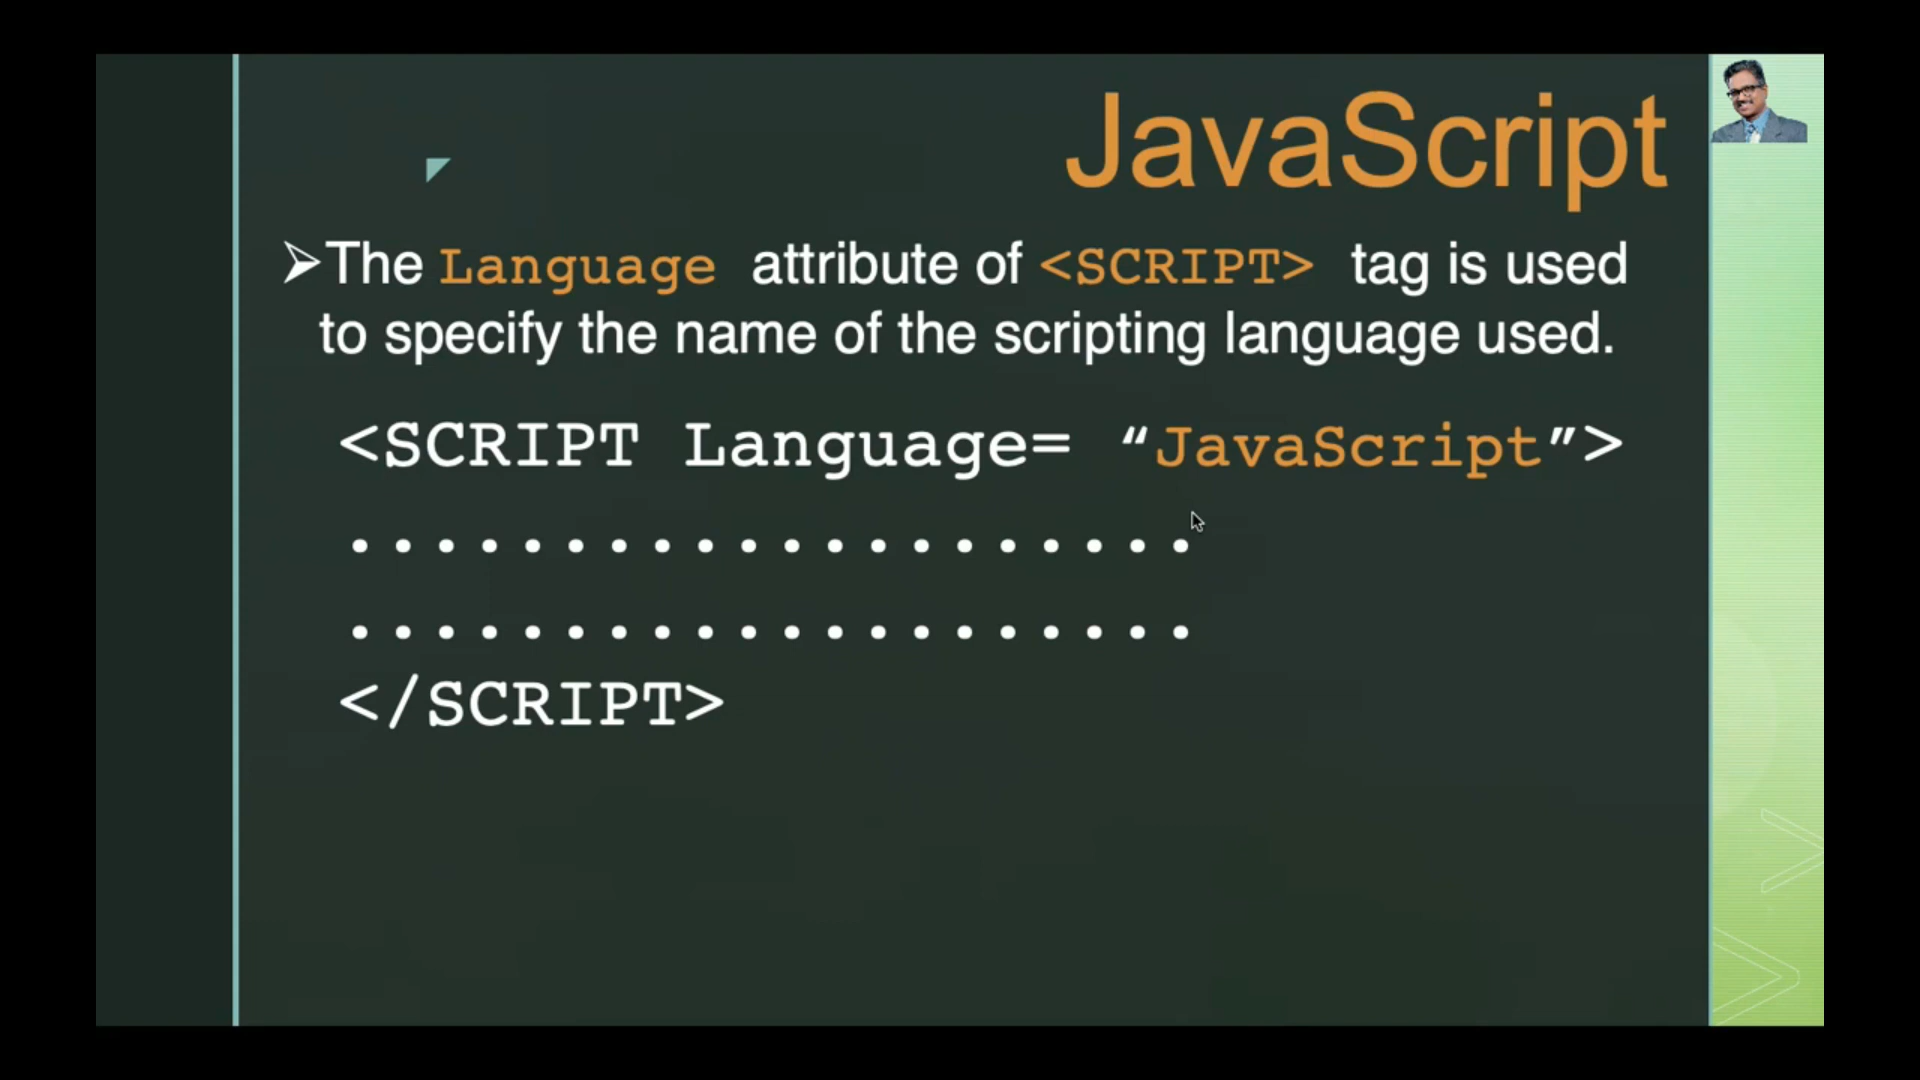 JavaScript
➢The Language attribute of <SCRIPT> tag is used
to specify the name of the scripting language used.
<SCRIPT Language= “JavaScript”>
....................
....................
</SCRIPT>